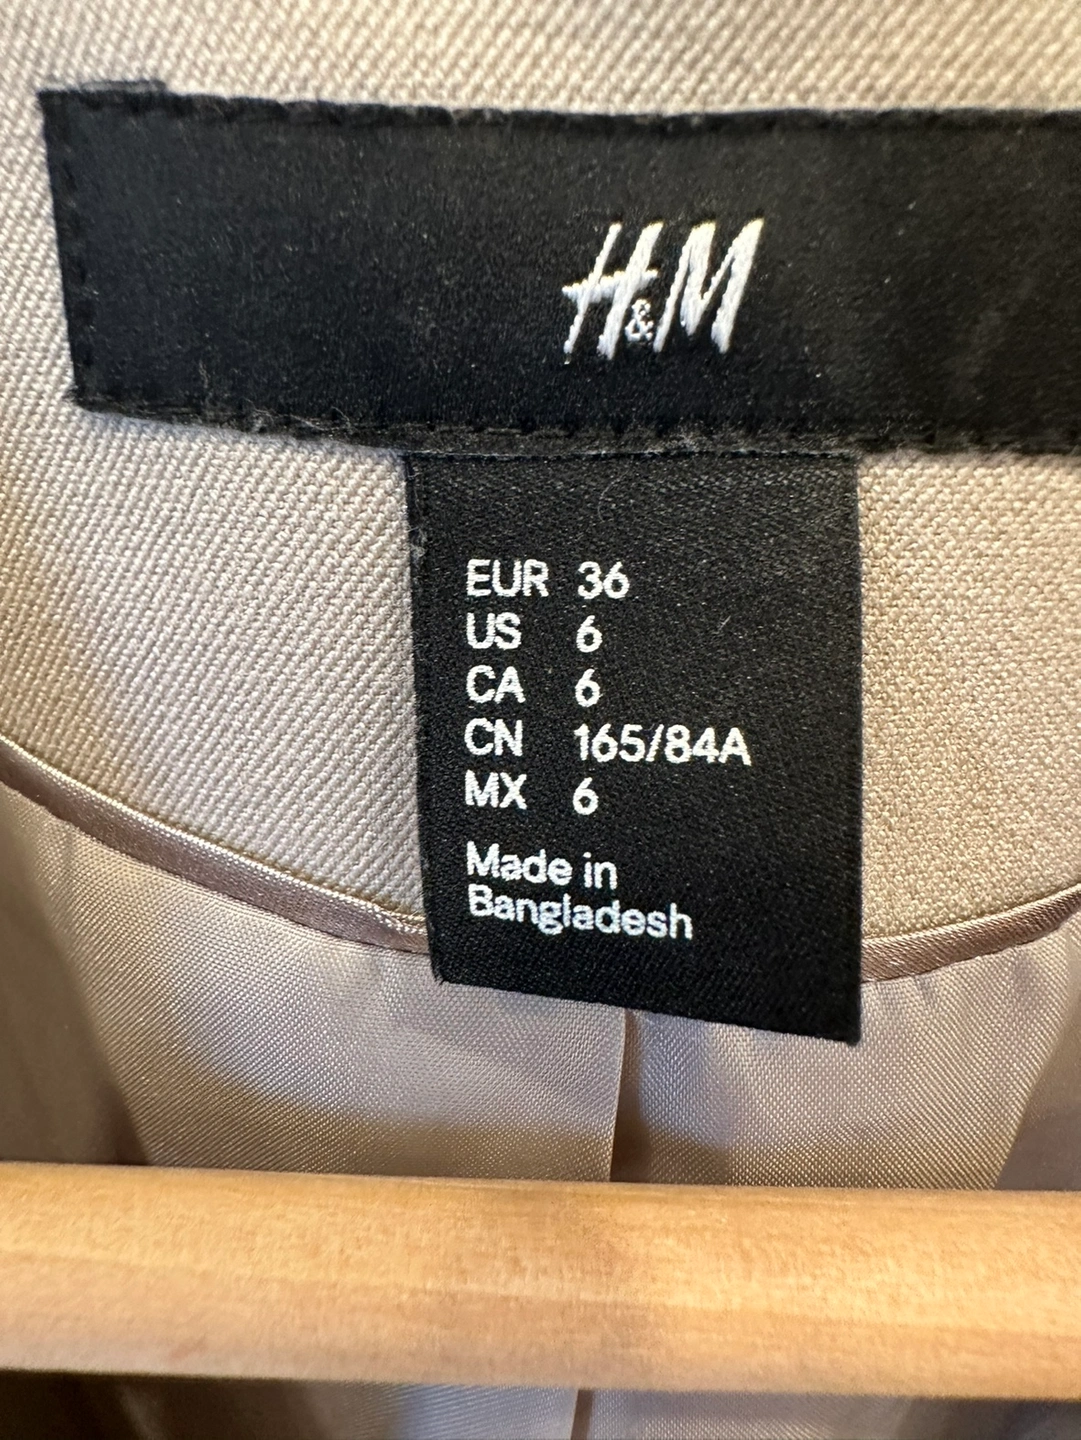 H&M
EUR 36
US 6
CA 6
CN 165/84A
MX 6
Made in
Bangladesh